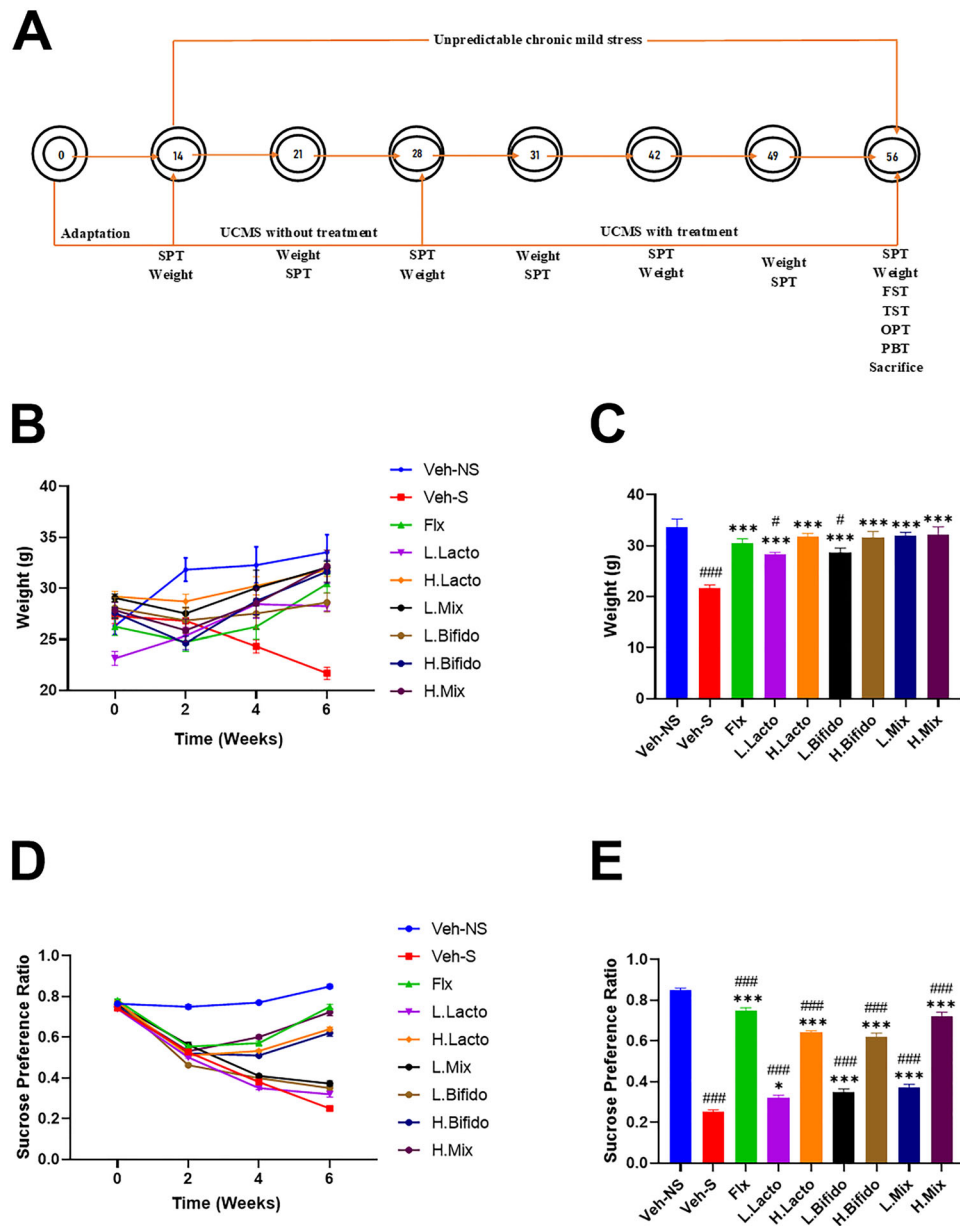 A
Unpredictable chronic mild stress
0
14
21
28
31
42
49
56
Adaptation
UCMS without treatment
UCMS with treatment
SPT
Weight
Weight
SPT
SPT
Weight
Weight
SPT
SPT
Weight
Weight
SPT
SPT
Weight
FST
TST
OPT
PBT
Sacrifice
B
Weight (g)
40
35
30
25
20
0
2
4
6
Time (Weeks)
Veh-NS
Veh-S
Flx
L.Lacto
H.Lacto
L.Mix
L.Bifido
H.Bifido
H.Mix
C
Weight (g)
40
30
20
10
0
###
***
#
***
***
#
***
***
***
***
Veh-NS
Veh-S
Flx
L.Lacto
H.Lacto
L.Bifido
H.Bifido
L.Mix
H.Mix
D
Sucrose Preference Ratio
1.0
0.8
0.6
0.4
0.2
0.0
0
2
4
6
Time (Weeks)
Veh-NS
Veh-S
Flx
L.Lacto
H.Lacto
L.Mix
L.Bifido
H.Bifido
H.Mix
E
Sucrose Preference Ratio
1.0
0.8
0.6
0.4
0.2
0.0
###
###
***
###
*
###
***
###
***
###
***
###
***
###
***
Veh-NS
Veh-S
Flx
L.Lacto
H.Lacto
L.Bifido
H.Bifido
L.Mix
H.Mix